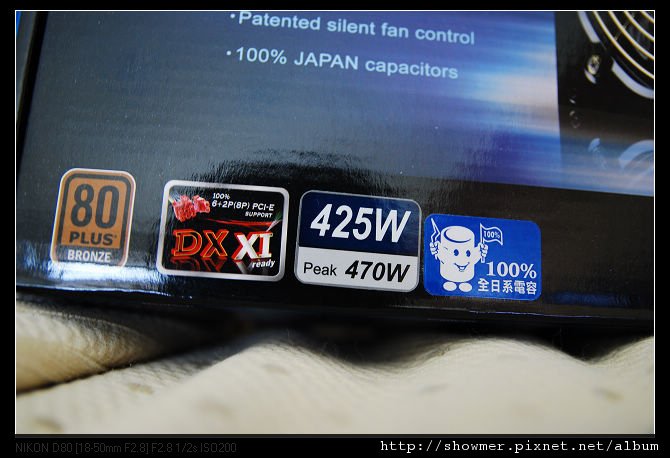 ·Patented silent fan control
·100% JAPAN capacitors
80
PLUS
BRONZE
100%
6+2P(8P) PCI-E
SUPPORT
DX XI
ready
425W
Peak 470W
100%
100%
全日系電容
NIKON D80 [18-50mm F2.8] F2.8 1/2s ISO200
http://showmer.pixnet.net/album